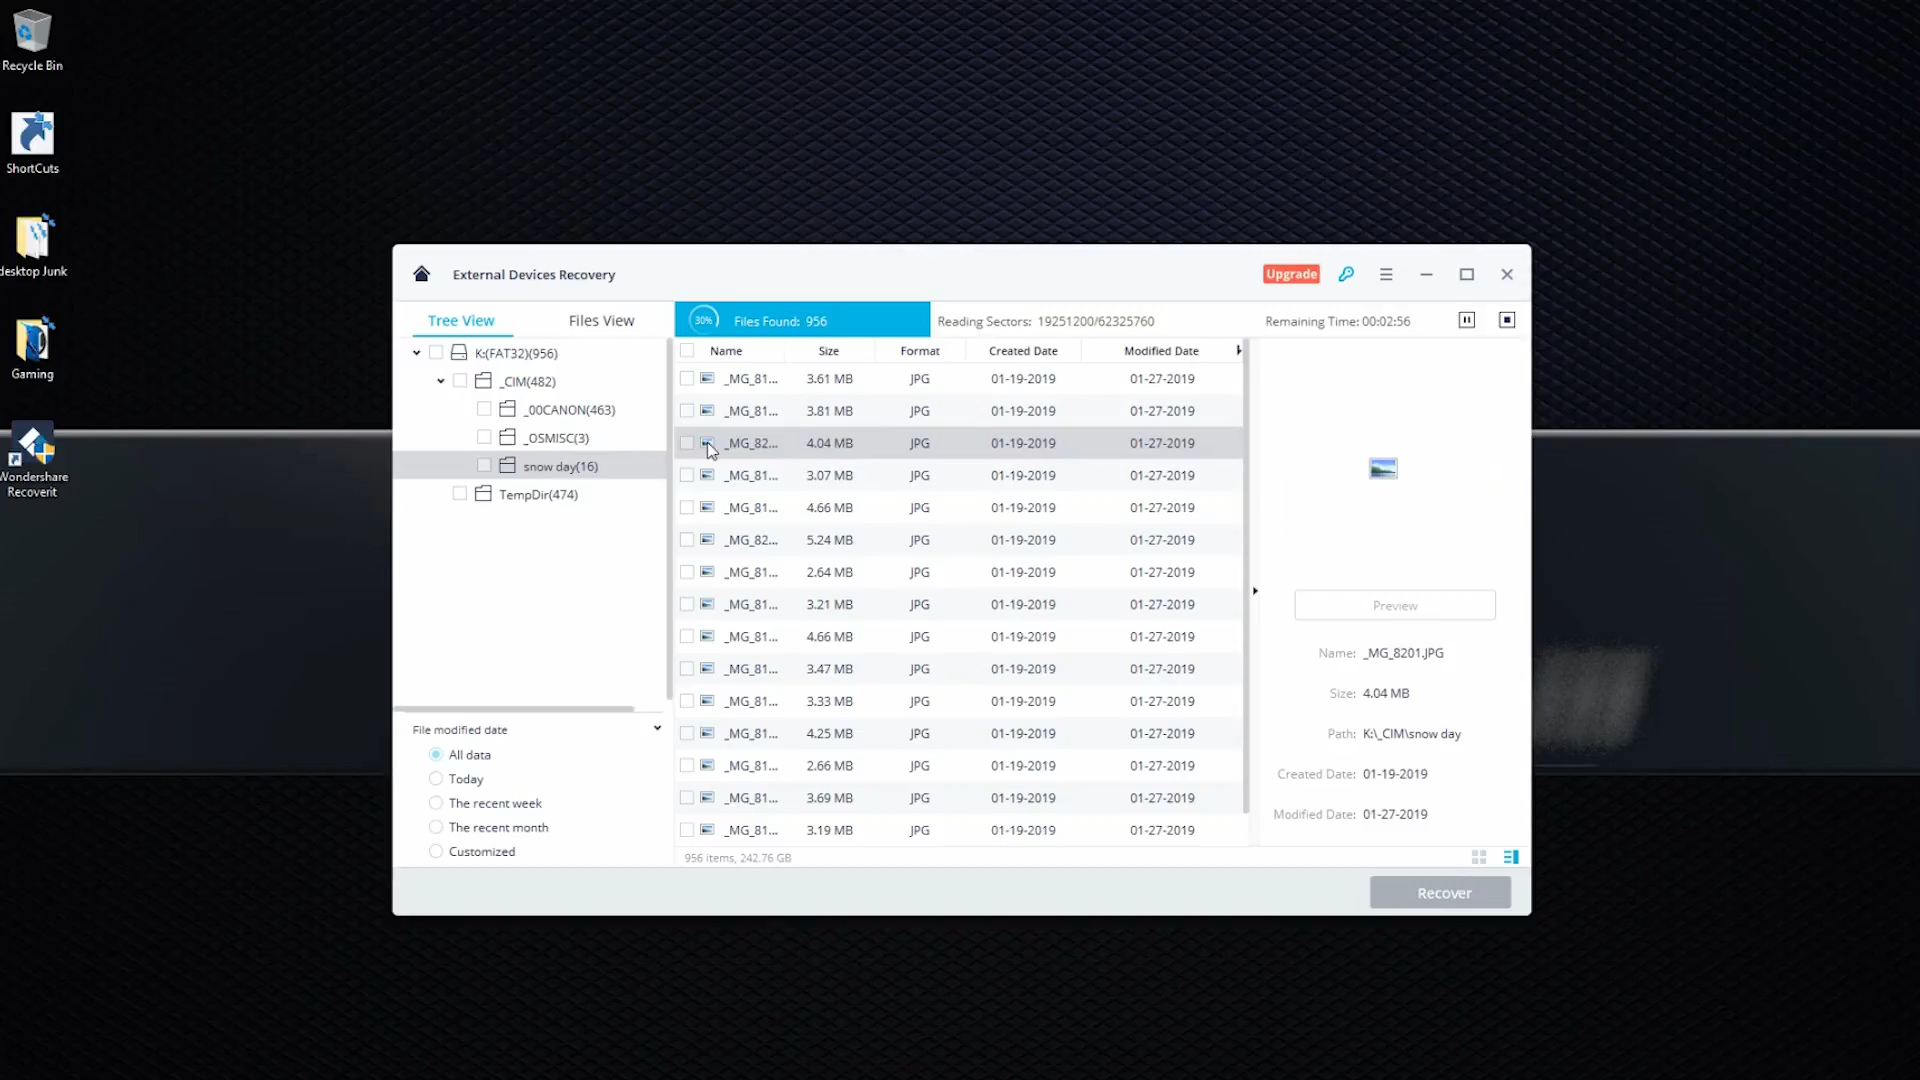 Recycle Bin
ShortCuts
desktop Junk
Gaming
Wondershare
Recoverit
External Devices Recovery
Upgrade
Tree View
Files View
30%
Files Found: 956
Reading Sectors: 19251200/62325760
Remaining Time: 00:02:56
K:(FAT32)(956)
_CIM(482)
_00CANON(463)
_OSMISC(3)
snow day(16)
TempDir(474)
File modified date
All data
Today
The recent week
The recent month
Customized
Name Size Format Created Date Modified Date
_MG_81... 3.61 MB JPG 01-19-2019 01-27-2019
_MG_81... 3.81 MB JPG 01-19-2019 01-27-2019
_MG_82... 4.04 MB JPG 01-19-2019 01-27-2019
_MG_81... 3.07 MB JPG 01-19-2019 01-27-2019
_MG_81... 4.66 MB JPG 01-19-2019 01-27-2019
_MG_82... 5.24 MB JPG 01-19-2019 01-27-2019
_MG_81... 2.64 MB JPG 01-19-2019 01-27-2019
_MG_81... 3.21 MB JPG 01-19-2019 01-27-2019
_MG_81... 4.66 MB JPG 01-19-2019 01-27-2019
_MG_81... 3.47 MB JPG 01-19-2019 01-27-2019
_MG_81... 3.33 MB JPG 01-19-2019 01-27-2019
_MG_81... 4.25 MB JPG 01-19-2019 01-27-2019
_MG_81... 2.66 MB JPG 01-19-2019 01-27-2019
_MG_81... 3.69 MB JPG 01-19-2019 01-27-2019
_MG_81... 3.19 MB JPG 01-19-2019 01-27-2019
956 items, 242.76 GB
Preview
Name: _MG_8201.JPG
Size: 4.04 MB
Path: K:\_CIM\snow day
Created Date: 01-19-2019
Modified Date: 01-27-2019
Recover